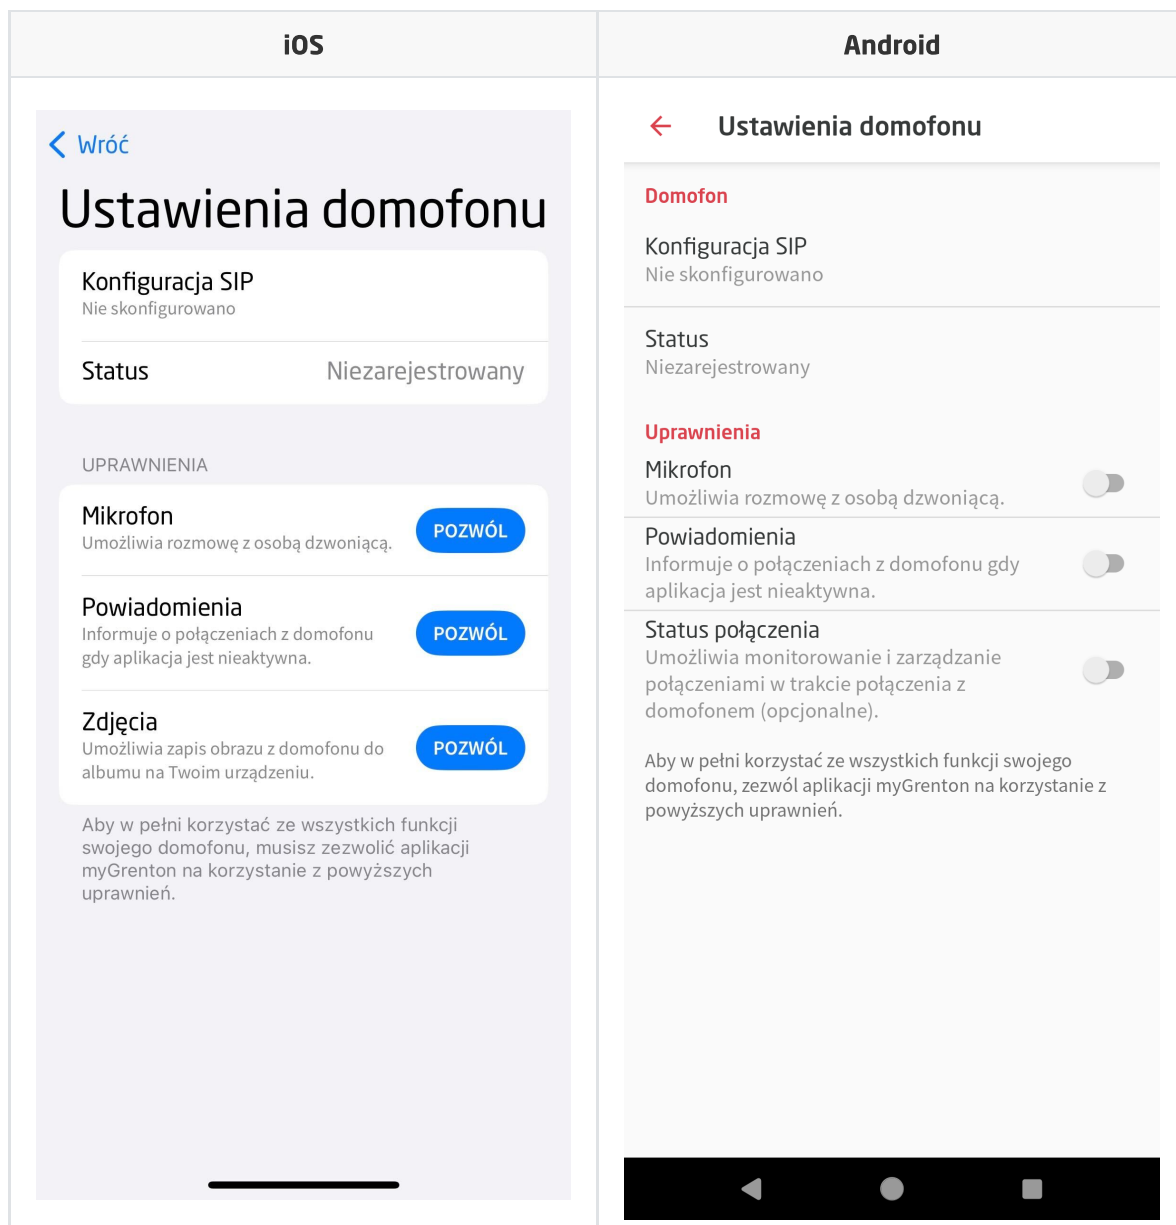 iOS
Android
Wróć
Ustawienia domofonu
Konfiguracja SIP
Nie skonfigurowano
Status
Niezarejestrowany
UPRAWNIENIA
Mikrofon
Umożliwia rozmowę z osobą dzwoniącą.
POZWÓL
Powiadomienia
Informuje o połączeniach z domofonu
gdy aplikacja jest nieaktywna.
POZWÓL
Zdjęcia
Umożliwia zapis obrazu z domofonu do
albumu na Twoim urządzeniu.
POZWÓL
Aby w pełni korzystać ze wszystkich funkcji
swojego domofonu, musisz zezwolić aplikacji
myGrenton na korzystanie z powyższych
uprawnień.
Ustawienia domofonu
Domofon
Konfiguracja SIP
Nie skonfigurowano
Status
Niezarejestrowany
Uprawnienia
Mikrofon
Umożliwia rozmowę z osobą dzwoniącą.
Powiadomienia
Informuje o połączeniach z domofonu gdy
aplikacja jest nieaktywna.
Status połączenia
Umożliwia monitorowanie i zarządzanie
połączeniami w trakcie połączenia z
domofonem (opcjonalne).
Aby w pełni korzystać ze wszystkich funkcji swojego
domofonu, zezwól aplikacji myGrenton na korzystanie z
powyższych uprawnień.